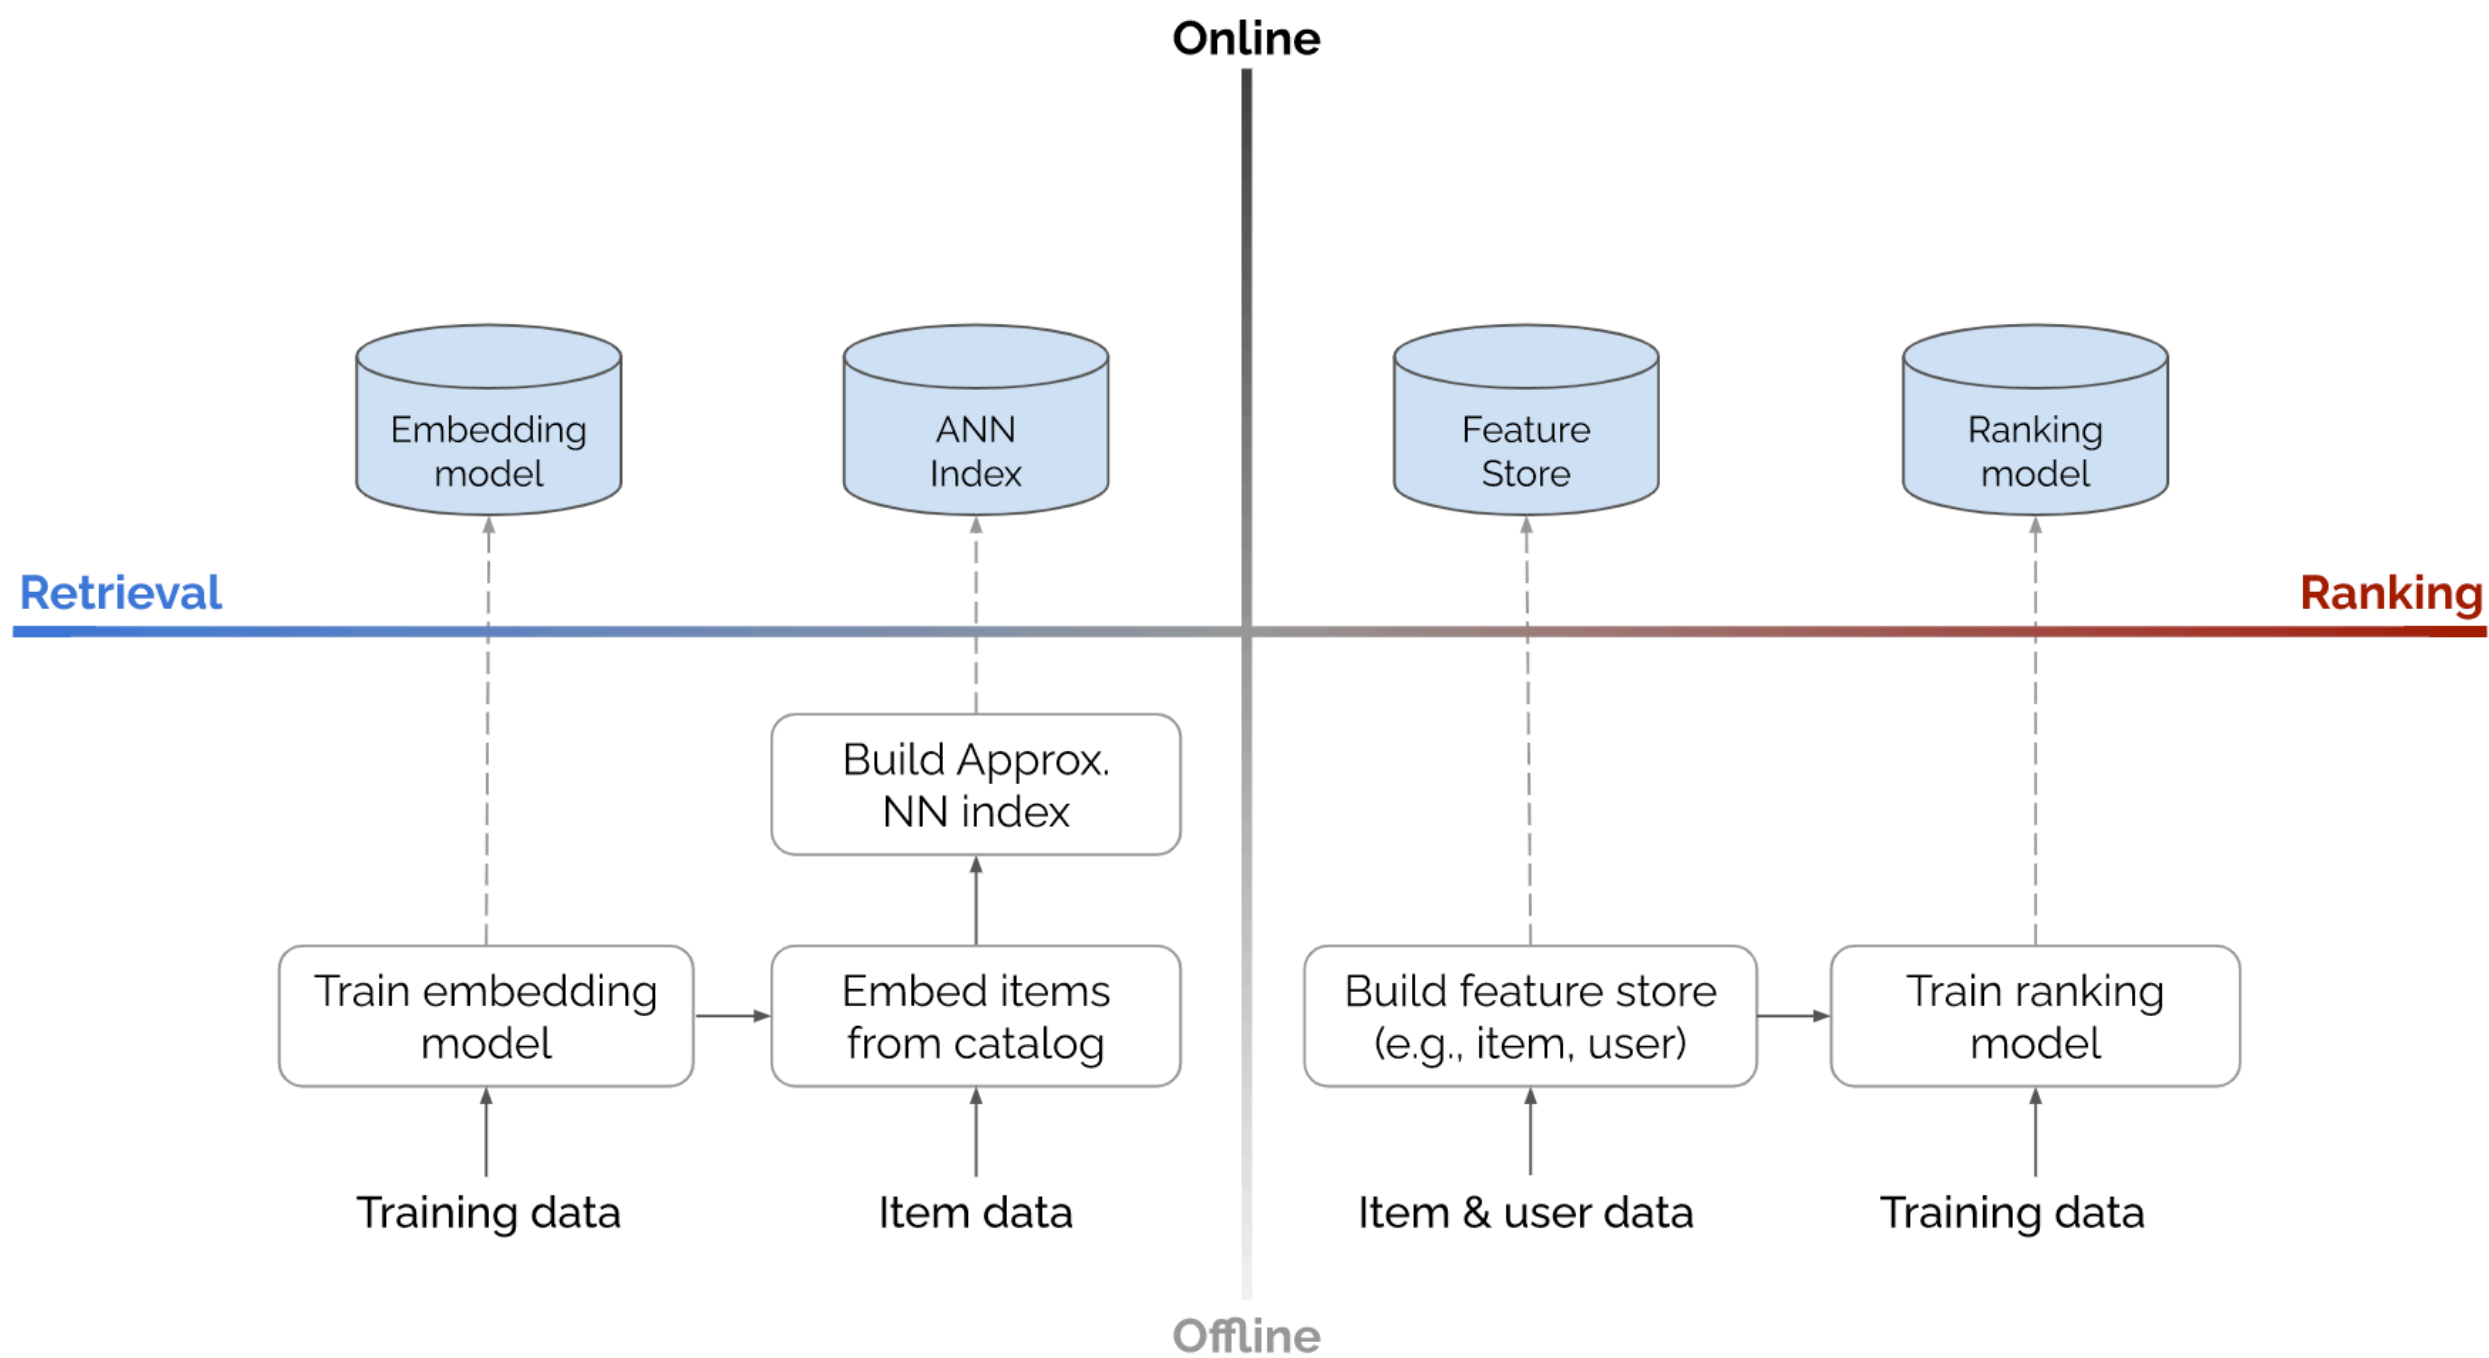 Online
Embedding
model
ANN
Index
Feature
Store
Ranking
model
Retrieval
Ranking
Build Approx.
NN index
Train embedding
model
Embed items
from catalog
Build feature store
(e.g., item, user)
Train ranking
model
Training data
Item data
Item & user data
Training data
Offline